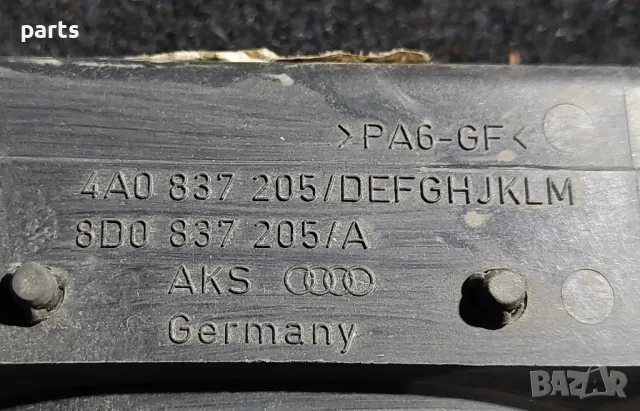 parts
>PA6-GF<
4A0 837 205/DEFGHJKLM
8D0 837 205/A
AKS
Germany
BAZAR